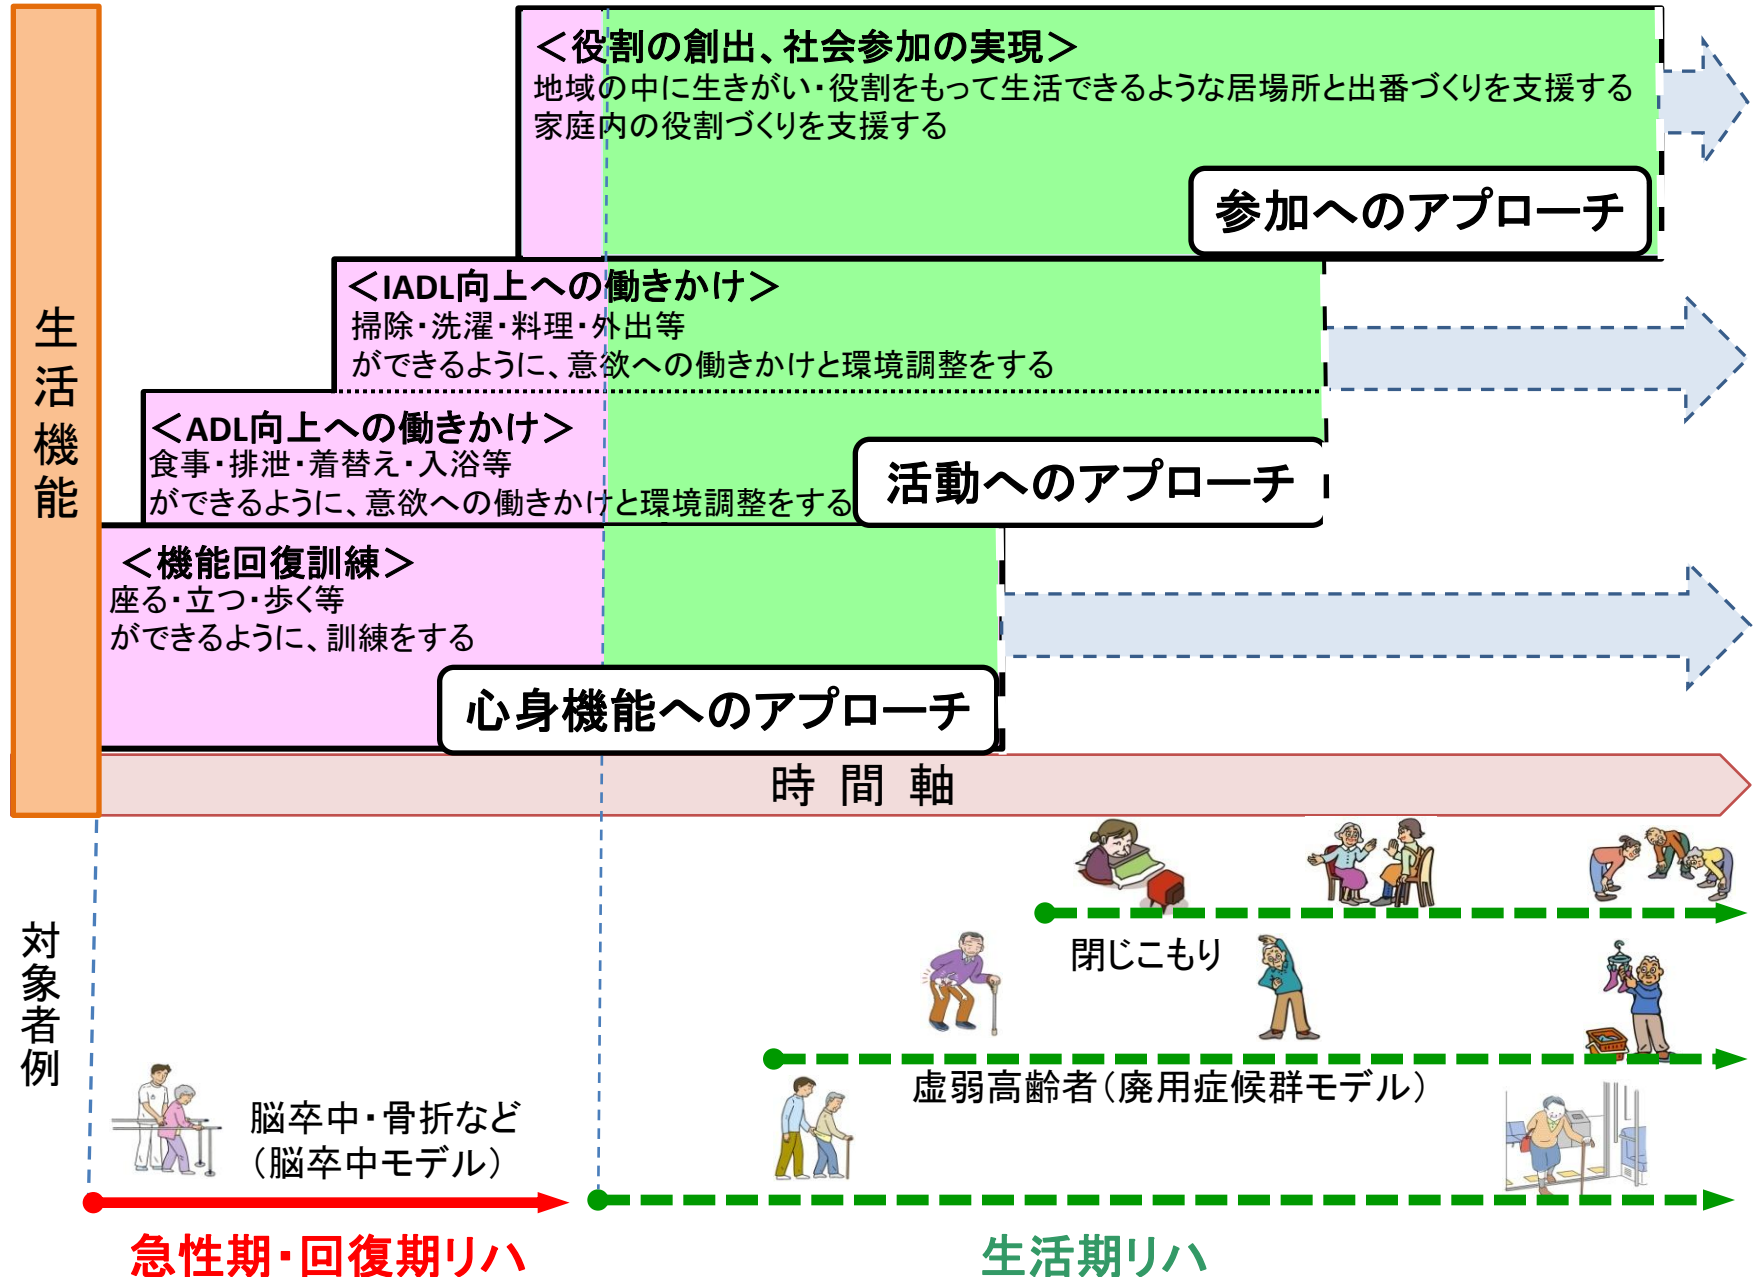 生活機能
＜役割の創出、社会参加の実現＞
地域の中に生きがい・役割をもって生活できるような居場所と出番づくりを支援する
家庭内の役割づくりを支援する
参加へのアプローチ
＜IADL向上への働きかけ＞
掃除・洗濯・料理・外出等
ができるように、意欲への働きかけと環境調整をする
＜ADL向上への働きかけ＞
食事・排泄・着替え・入浴等
ができるように、意欲への働きかけと環境調整をする
活動へのアプローチ
＜機能回復訓練＞
座る・立つ・歩く等
ができるように、訓練をする
心身機能へのアプローチ
時間軸
対象者例
閉じこもり
虚弱高齢者（廃用症候群モデル）
脳卒中・骨折など
（脳卒中モデル）
急性期・回復期リハ
生活期リハ